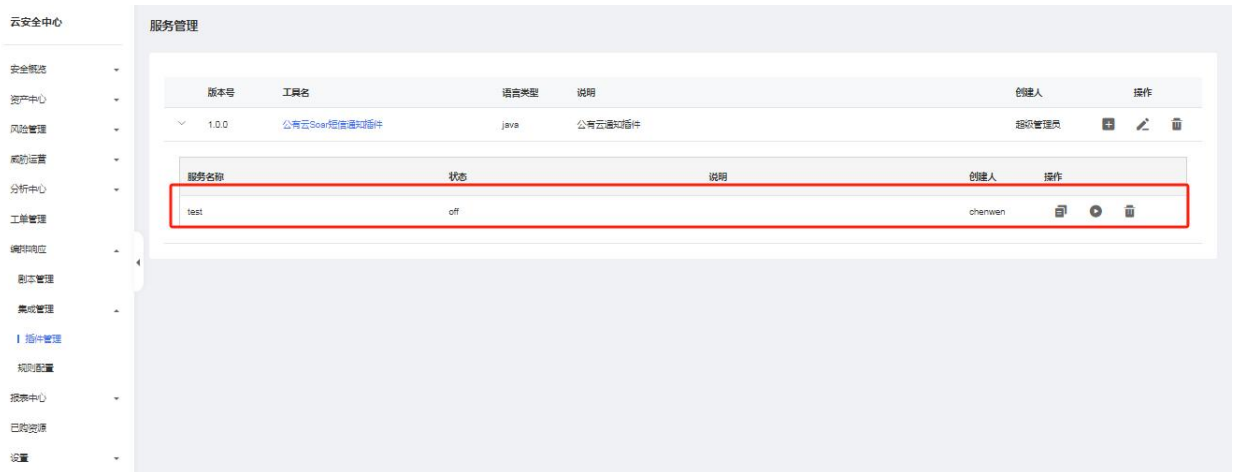 云安全中心
服务管理
安全概览
资产中心
风险管理
威胁运营
分析中心
工单管理
编排响应
剧本管理
集成管理
插件管理
规则配置
报表中心
已购资源
设置
版本号 工具名 语言类型 说明 创建人 操作
1.0.0 公有云Soar短信通知插件 java 公有云通知插件 超级管理员
服务名称 状态 说明 创建人 操作
test off chenwen